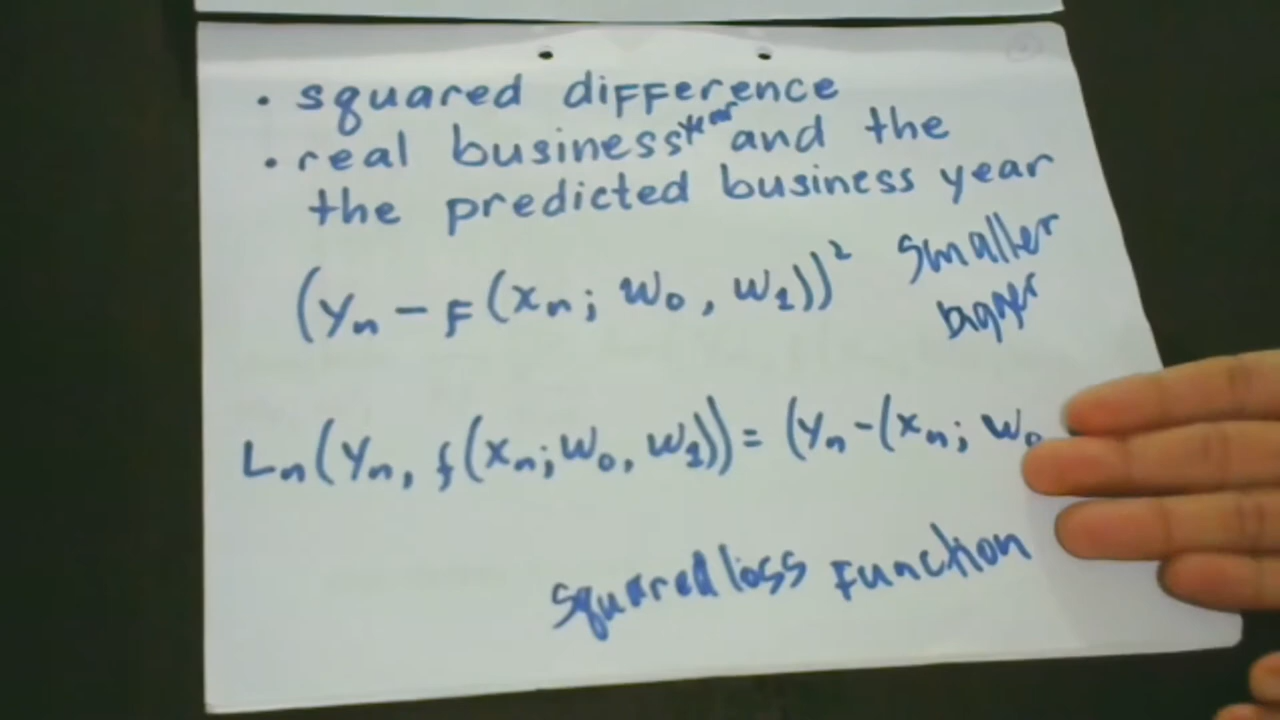 • squared difference
• real business year and the
the predicted business year
(yₙ - F(xₙ; w₀, w₁))² smaller
bigger
Lₙ(yₙ, f(xₙ; w₀, w₁)) = (yₙ - (xₙ; w₀
squared loss Function